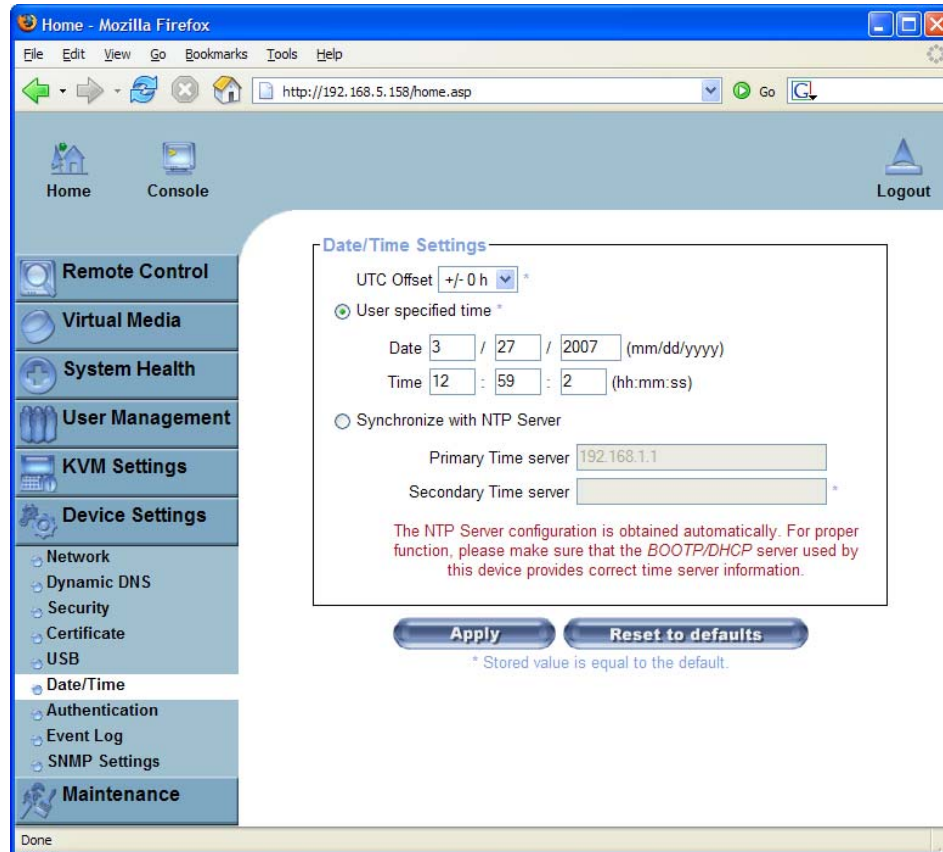 Home - Mozilla Firefox
File Edit View Go Bookmarks Tools Help
http://192.168.5.158/home.asp
Go
G
Home
Console
Logout
Remote Control
Virtual Media
System Health
User Management
KVM Settings
Device Settings
Network
Dynamic DNS
Security
Certificate
USB
Date/Time
Authentication
Event Log
SNMP Settings
Maintenance
Date/Time Settings
UTC Offset +/- 0 h *
User specified time *
Date 3 / 27 / 2007 (mm/dd/yyyy)
Time 12 : 59 : 2 (hh:mm:ss)
Synchronize with NTP Server
Primary Time server 192.168.1.1
Secondary Time server *
The NTP Server configuration is obtained automatically. For proper
function, please make sure that the BOOTP/DHCP server used by
this device provides correct time server information.
Apply
Reset to defaults
* Stored value is equal to the default.
Done